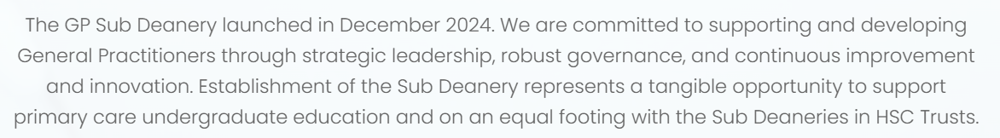 The GP Sub Deanery launched in December 2024. We are committed to supporting and developing
General Practitioners through strategic leadership, robust governance, and continuous improvement
and innovation. Establishment of the Sub Deanery represents a tangible opportunity to support
primary care undergraduate education and on an equal footing with the Sub Deaneries in HSC Trusts.